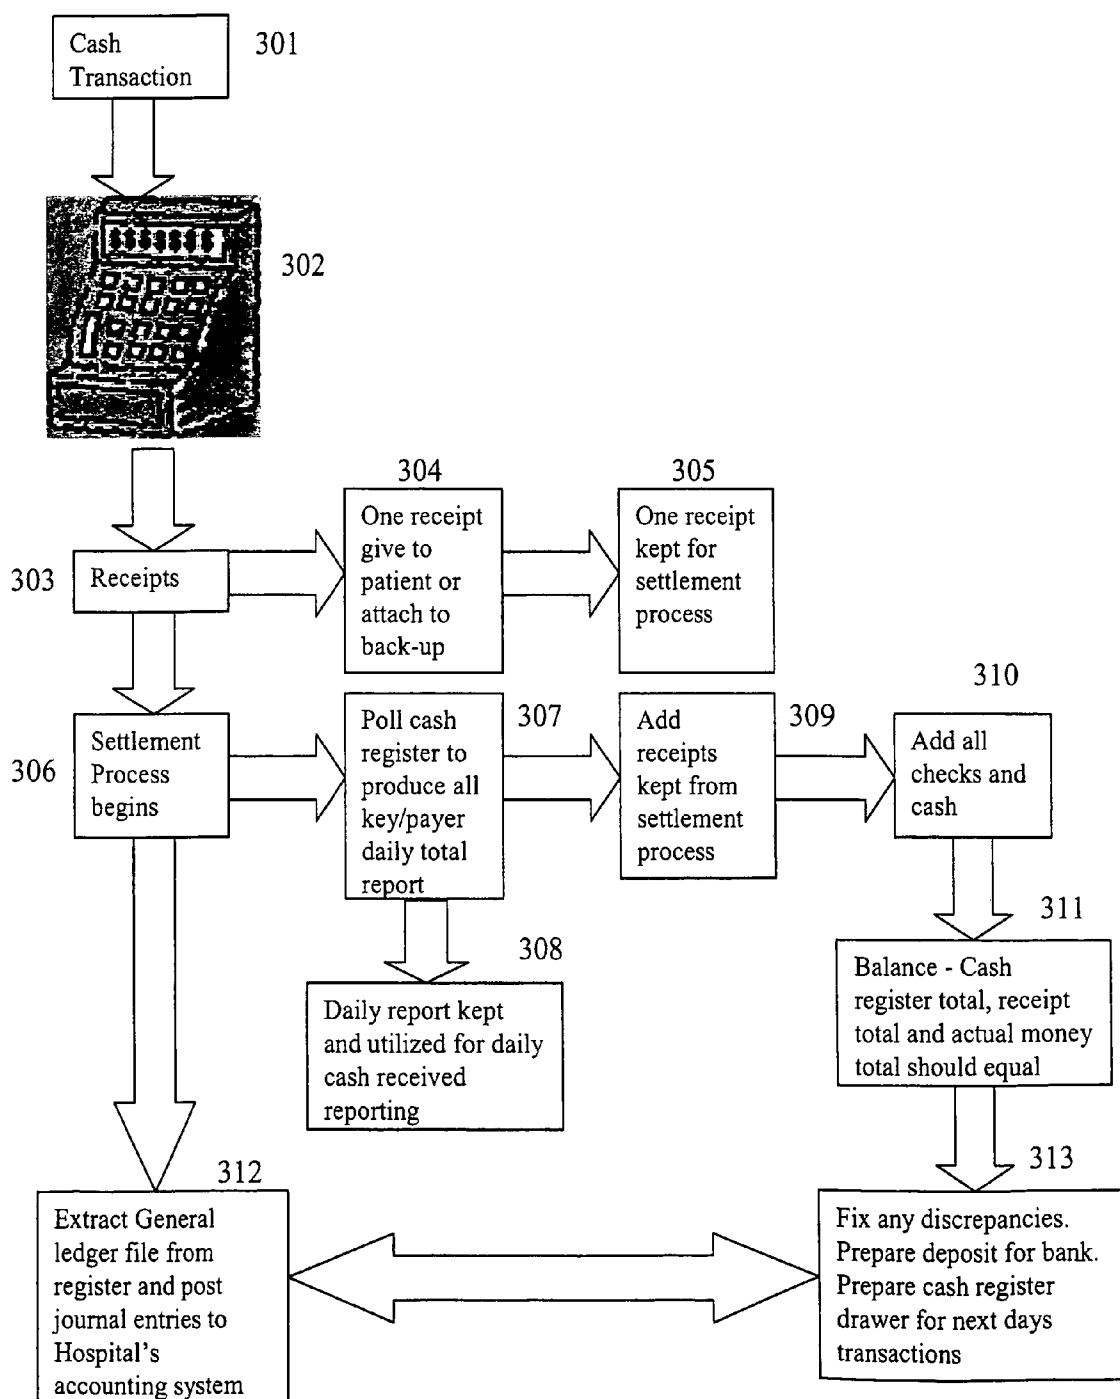 Cash
Transaction
301
$$$$$$$
302
303
Receipts
304
One receipt
give to
patient or
attach to
back-up
305
One receipt
kept for
settlement
process
306
Settlement
Process
begins
Poll cash
register to
produce all
key/payer
daily total
report
307
Add
receipts
kept from
settlement
process
309
310
Add all
checks and
cash
308
Daily report kept
and utilized for daily
cash received
reporting
311
Balance - Cash
register total, receipt
total and actual money
total should equal
312
Extract General
ledger file from
register and post
journal entries to
Hospital's
accounting system
313
Fix any discrepancies.
Prepare deposit for bank.
Prepare cash register
drawer for next days
transactions